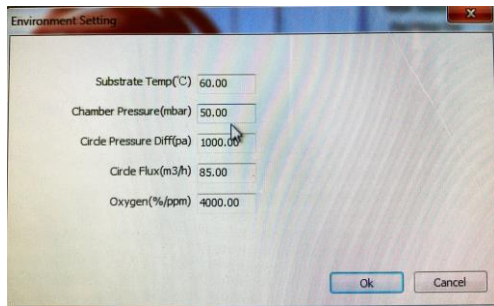 Environment Setting
Substrate Temp(℃) 60.00
Chamber Pressure(mbar) 50.00
Circle Pressure Diff(pa) 1000.00
Circle Flux(m3/h) 85.00
Oxygen(%/ppm) 4000.00
Ok Cancel